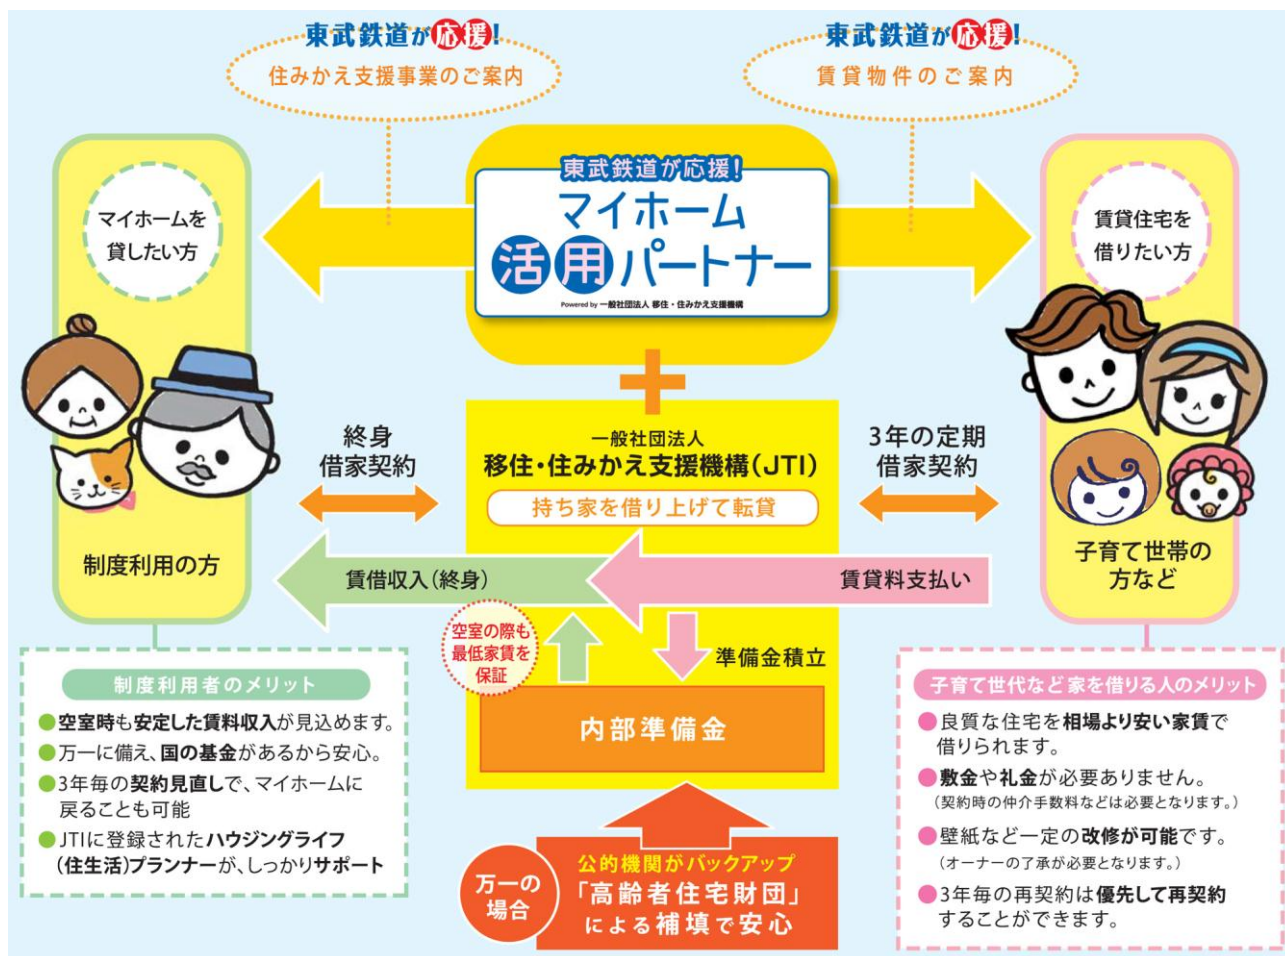 東武鉄道が応援!
住みかえ支援事業のご案内
東武鉄道が応援!
賃貸物件のご案内
マイホームを
貸したい方
東武鉄道が応援!
マイホーム
活用パートナー
Powered by 一般社団法人 移住・住みかえ支援機構
賃貸住宅を
借りたい方
終身
借家契約
一般社団法人
移住・住みかえ支援機構(JTI)
持ち家を借り上げて転貸
3年の定期
借家契約
制度利用の方
子育て世帯の
方など
賃借収入(終身)
賃貸料支払い
空室の際も
最低家賃を
保証
準備金積立
内部準備金
万一の
場合
公的機関がバックアップ
「高齢者住宅財団」
による補填で安心
制度利用者のメリット
●空室時も安定した賃料収入が見込めます。
●万一に備え、国の基金があるから安心。
●3年毎の契約見直しで、マイホームに
戻ることも可能
●JTIに登録されたハウジングライフ
(住生活)プランナーが、しっかりサポート
子育て世代など家を借りる人のメリット
●良質な住宅を相場より安い家賃で
借りられます。
●敷金や礼金が必要ありません。
(契約時の仲介手数料などは必要となります。)
●壁紙など一定の改修が可能です。
(オーナーの了承が必要となります。)
●3年毎の再契約は優先して再契約
することができます。